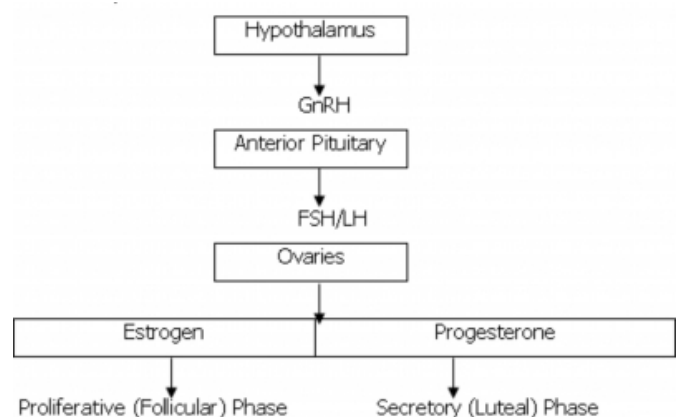 Hypothalamus
GnRH
Anterior Pituitary
FSH/LH
Ovaries
Estrogen Progesterone
Proliferative (Follicular) Phase Secretory (Luteal) Phase